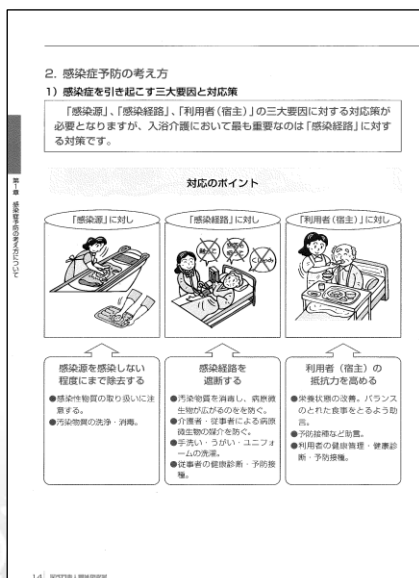 2. 感染症予防の考え方
1）感染症を引き起こす三大要因と対応策
「感染源」、「感染経路」、「利用者（宿主）」の三大要因に対する対応策が
必要となりますが、入浴介護において最も重要なのは「感染経路」に対す
る対策です。
第1章 感染症予防の考え方について
対応のポイント
「感染源」に対し
「感染経路」に対し
「利用者（宿主）」に対し
感染源を感染しない
程度にまで除去する
●感染性物質の取り扱いに注
意する。
●汚染物質の洗浄・消毒。
感染経路を
遮断する
●汚染物質を消毒し、病原微
生物が広がるのをを防ぐ。
●介護者・従事者による病原
微生物の媒介を防ぐ。
●手洗い・うがい・ユニフォ
ームの洗濯。
●従事者の健康診断・予防接
種。
利用者（宿主）の
抵抗力を高める
●栄養状態の改善。バランス
のとれた食事をとるよう助
言。
●予防接種など助言。
●利用者の健康管理・健康診
断・予防接種。
14